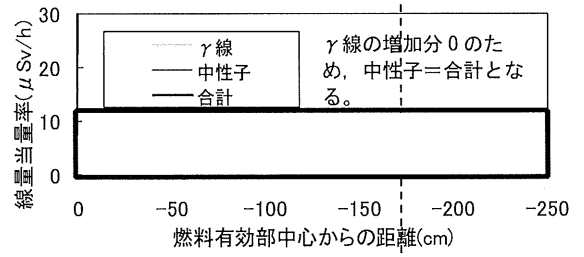 線量当量率(μSv/h)
30
20
10
0
γ線
中性子
合計
γ線の増加分0のた
め，中性子＝合計とな
る。
0 -50 -100 -150 -200 -250
燃料有効部中心からの距離(cm)